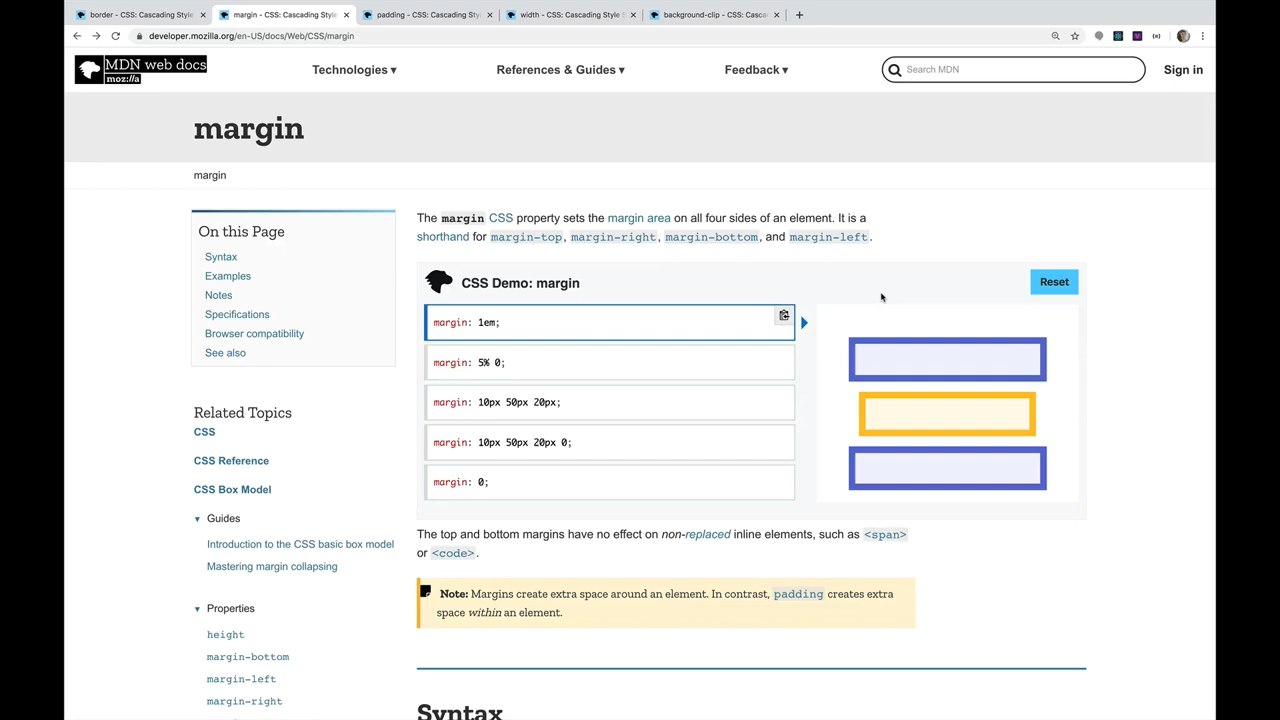 border - CSS: Cascading Style
margin - CSS: Cascading Style
padding - CSS: Cascading Style
width - CSS: Cascading Style S
background-clip - CSS: Casca
developer.mozilla.org/en-US/docs/Web/CSS/margin
MDN web docs
moz://a
Technologies ▾
References & Guides ▾
Feedback ▾
Search MDN
Sign in
margin
margin
On this Page
Syntax
Examples
Notes
Specifications
Browser compatibility
See also
Related Topics
CSS
CSS Reference
CSS Box Model
Guides
Introduction to the CSS basic box model
Mastering margin collapsing
Properties
height
margin-bottom
margin-left
margin-right
The margin CSS property sets the margin area on all four sides of an element. It is a
shorthand for margin-top, margin-right, margin-bottom, and margin-left.
CSS Demo: margin
Reset
margin: 1em;
margin: 5% 0;
margin: 10px 50px 20px;
margin: 10px 50px 20px 0;
margin: 0;
The top and bottom margins have no effect on non-replaced inline elements, such as <span>
or <code>.
Note: Margins create extra space around an element. In contrast, padding creates extra
space within an element.
Syntax